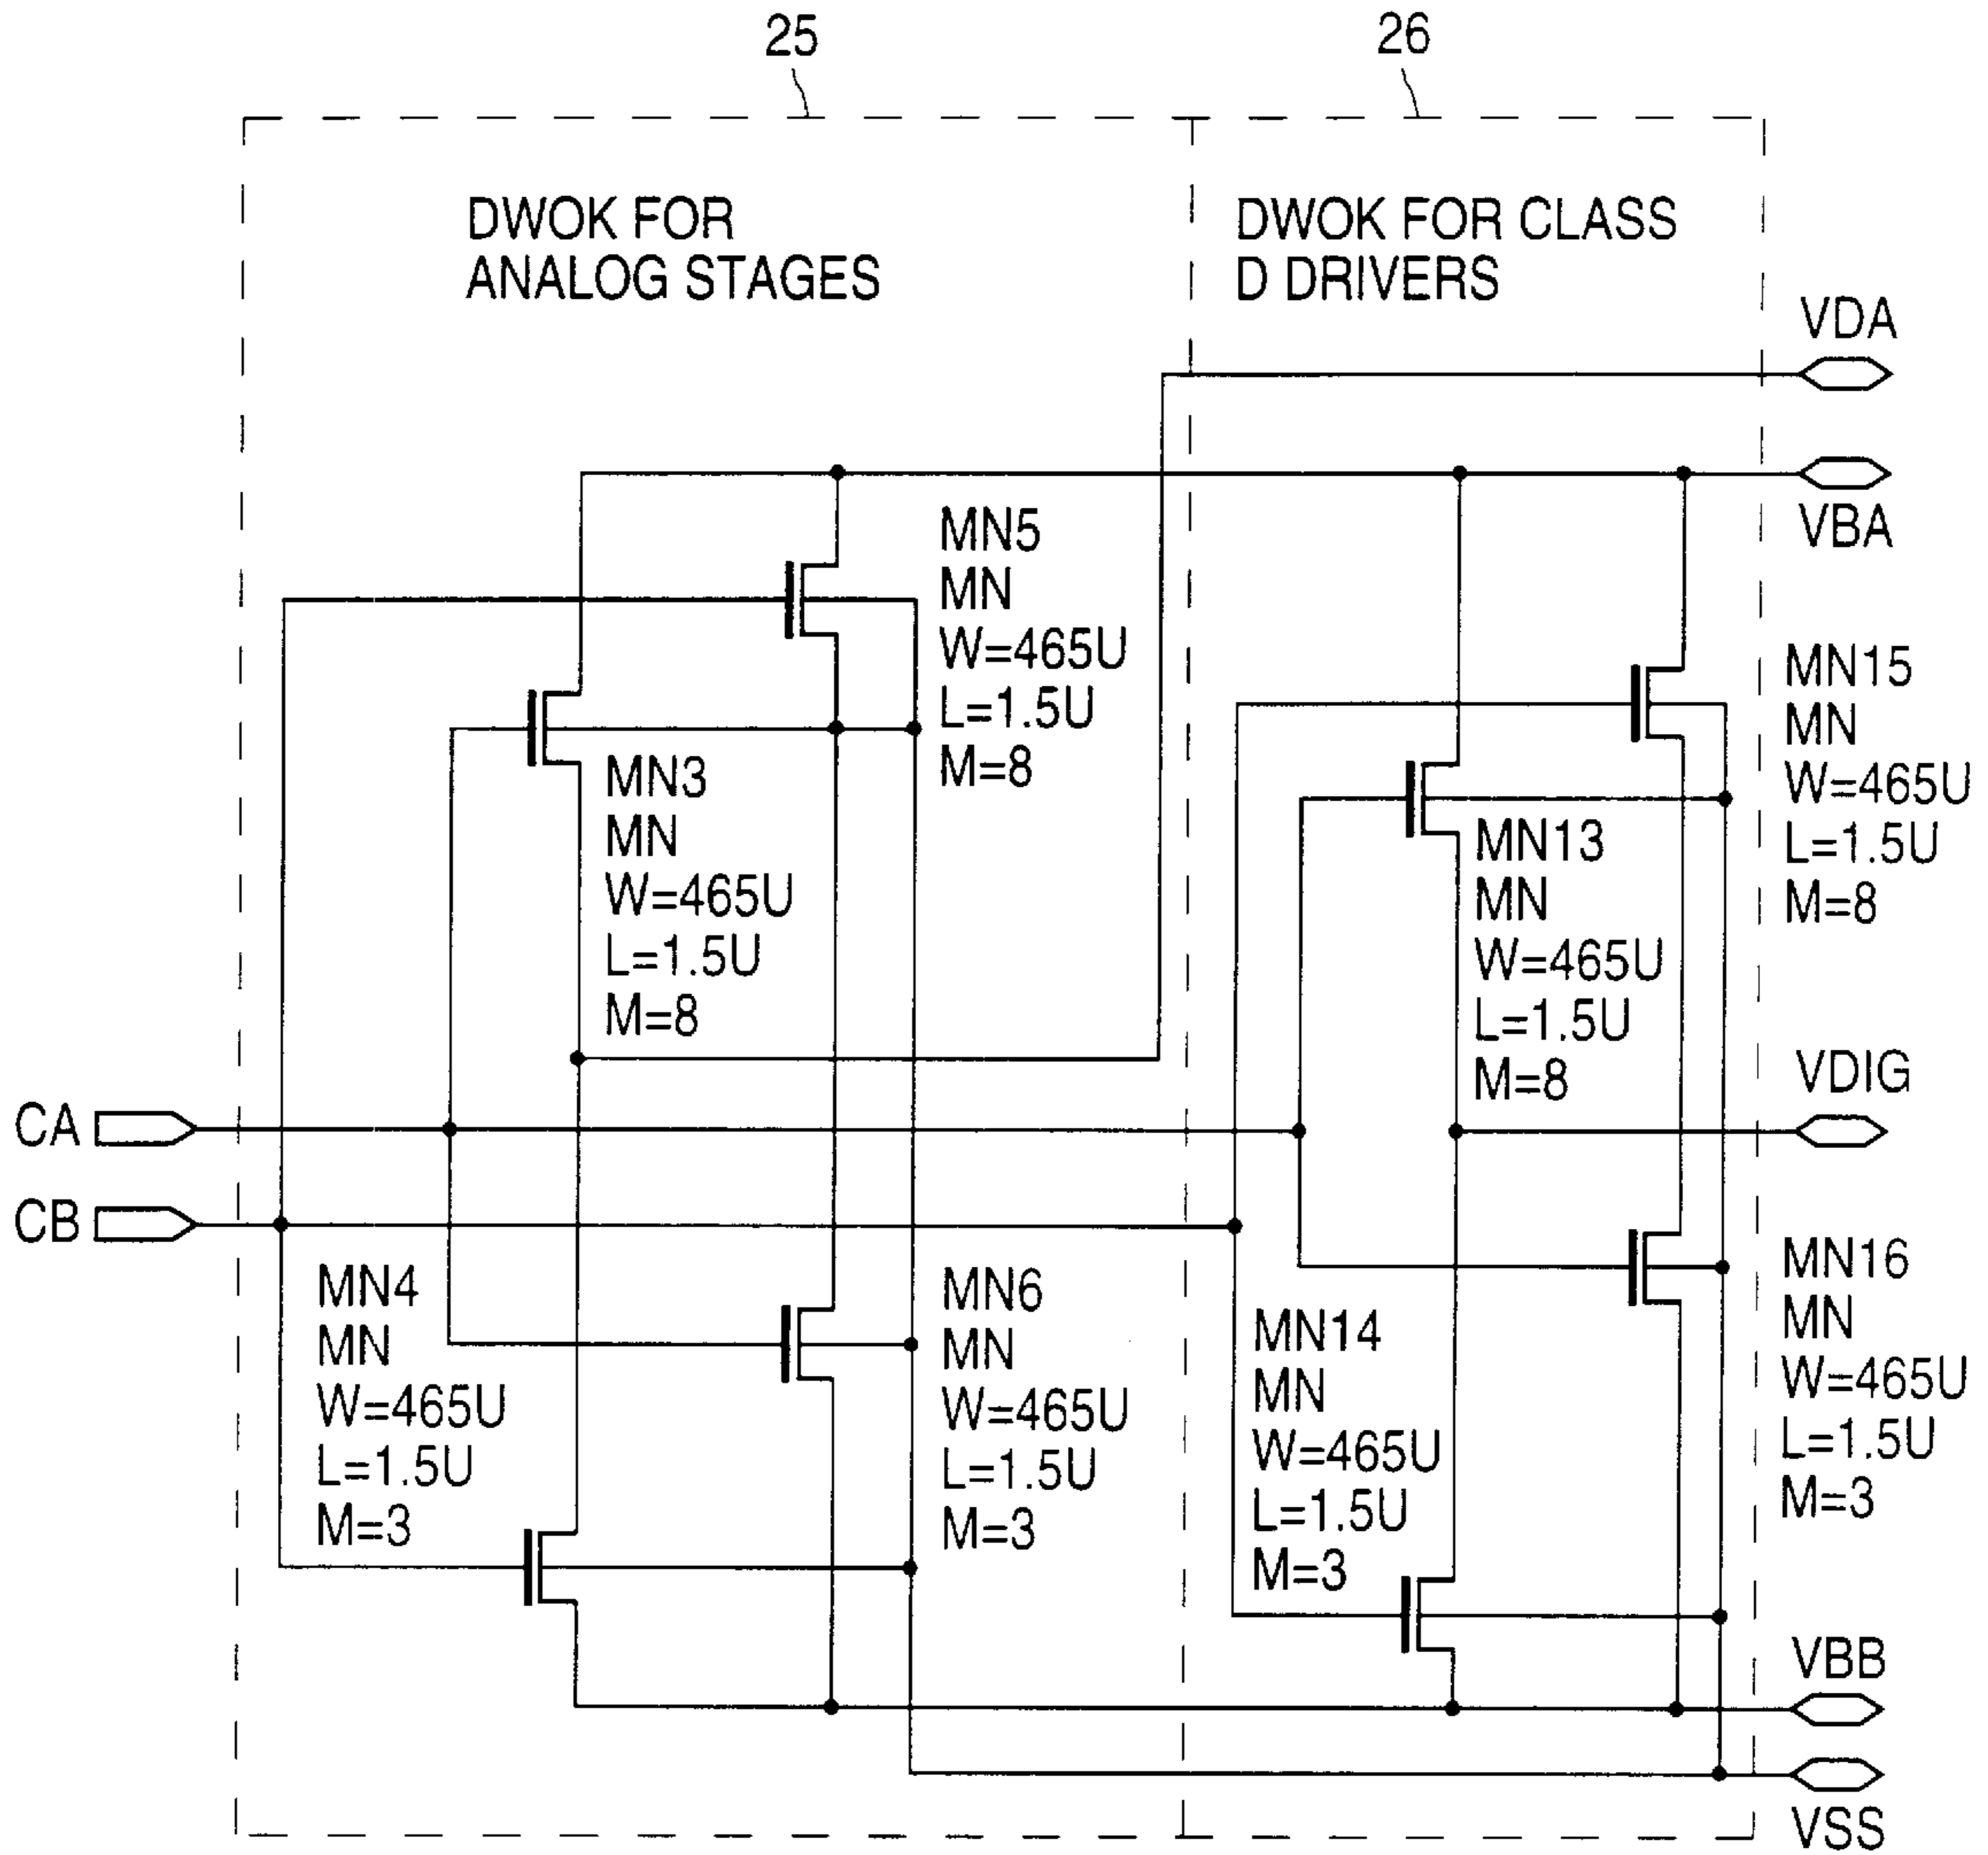 25
26
DWOK FOR
ANALOG STAGES
DWOK FOR CLASS
D DRIVERS
VDA
VBA
MN5
MN
W=465U
L=1.5U
M=8
MN3
MN
W=465U
L=1.5U
M=8
MN15
MN
W=465U
L=1.5U
M=8
MN13
MN
W=465U
L=1.5U
M=8
VDIG
CA
CB
MN4
MN
W=465U
L=1.5U
M=3
MN6
MN
W=465U
L=1.5U
M=3
MN14
MN
W=465U
L=1.5U
M=3
MN16
MN
W=465U
L=1.5U
M=3
VBB
VSS